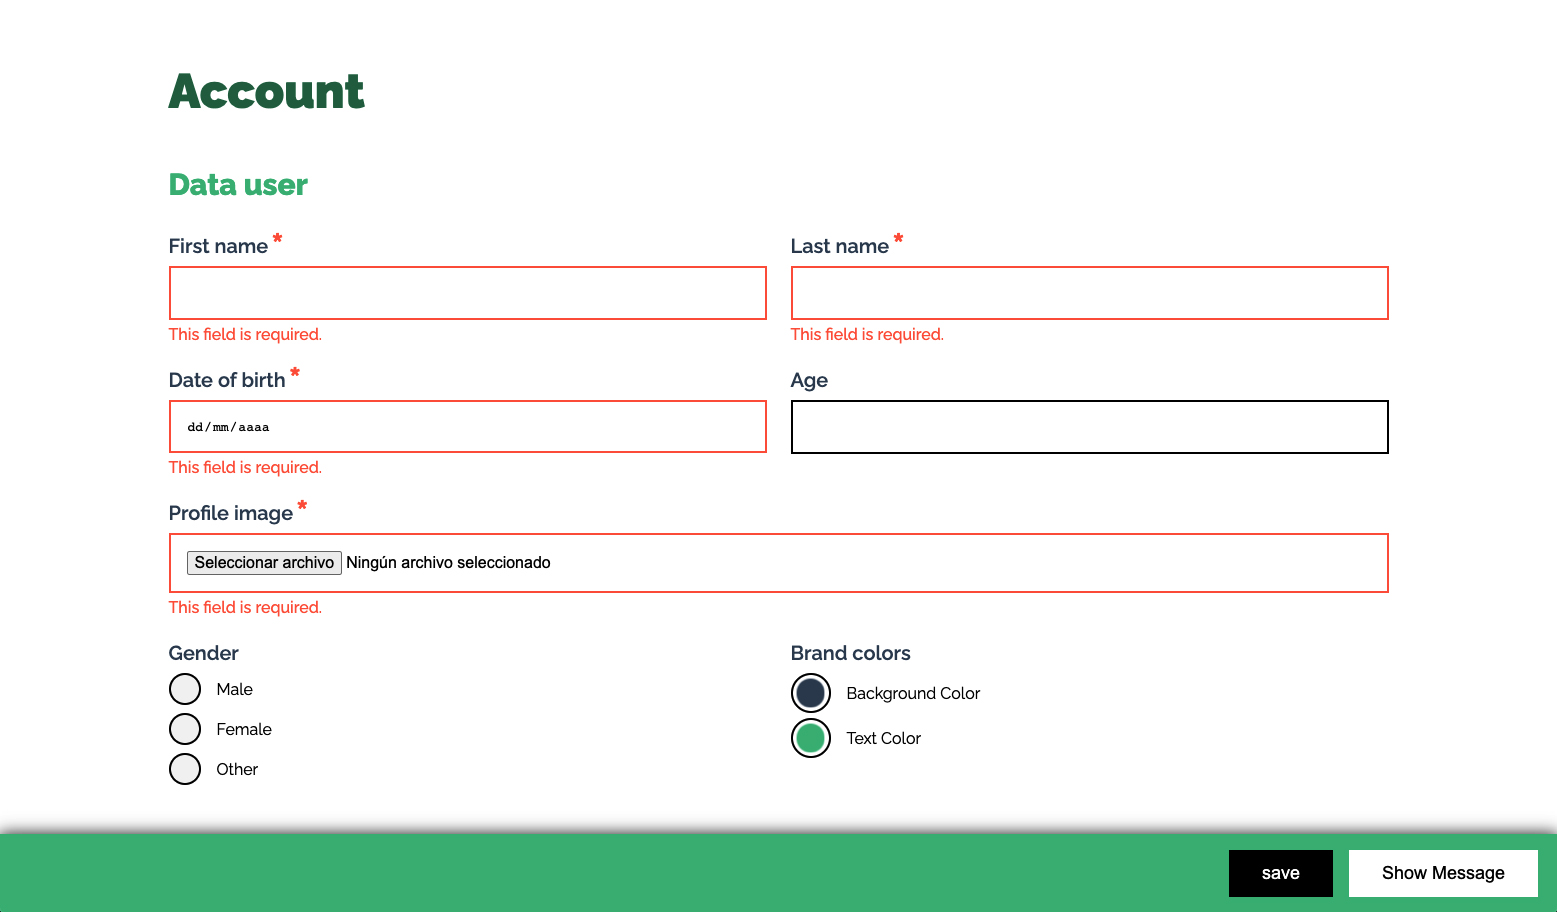 Account
Data user
First name *
Last name *
This field is required.
This field is required.
Date of birth *
Age
dd/mm/aaaa
This field is required.
Profile image *
Seleccionar archivo Ningún archivo seleccionado
This field is required.
Gender
Brand colors
Male
Background Color
Female
Text Color
Other
save
Show Message